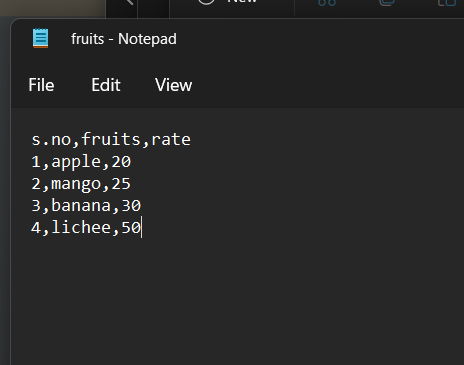 New
fruits - Notepad
File Edit View
s.no,fruits,rate
1,apple,20
2,mango,25
3,banana,30
4,lichee,50